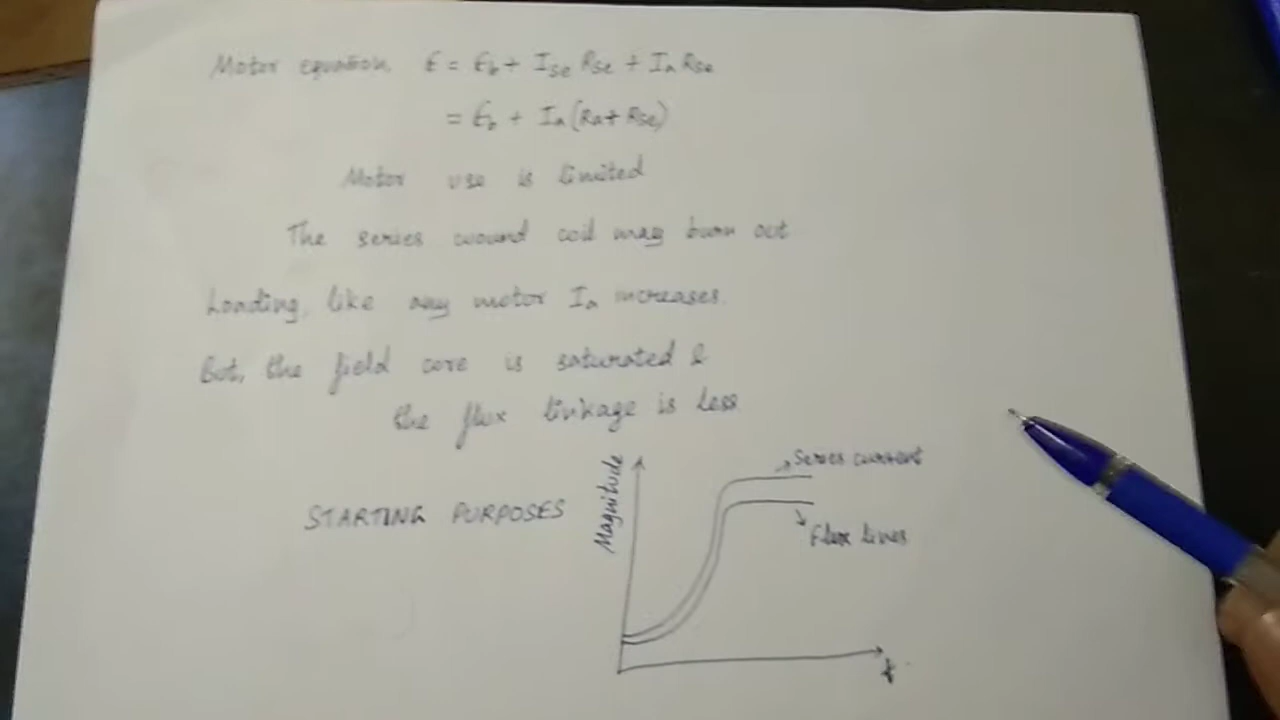 Motor equation, E = Eb + Ise Rse + Ia Rse
= Eb + Ia (Ra + Rse)
Motor use is limited
The series wound coil may burn out
Loading, like any motor Ia increases.
But, the field core is saturated &
the flux linkage is less
STARTING PURPOSES
Magnitude
Series current
Flux lines
t